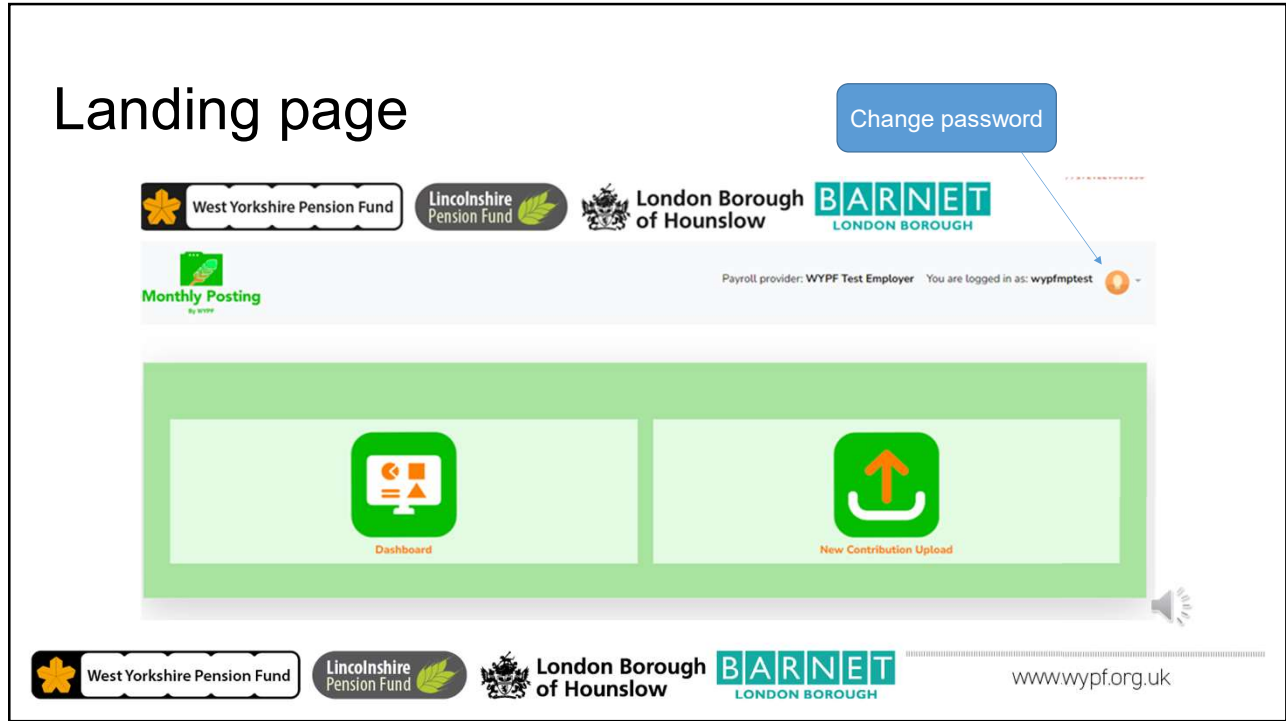 Landing page
Change password
West Yorkshire Pension Fund
Lincolnshire
Pension Fund
London Borough
of Hounslow
BARNET
LONDON BOROUGH
Monthly Posting
By WYPF
Payroll provider: WYPF Test Employer You are logged in as: wypfmptest
Dashboard
New Contribution Upload
West Yorkshire Pension Fund
Lincolnshire
Pension Fund
London Borough
of Hounslow
BARNET
LONDON BOROUGH
www.wypf.org.uk